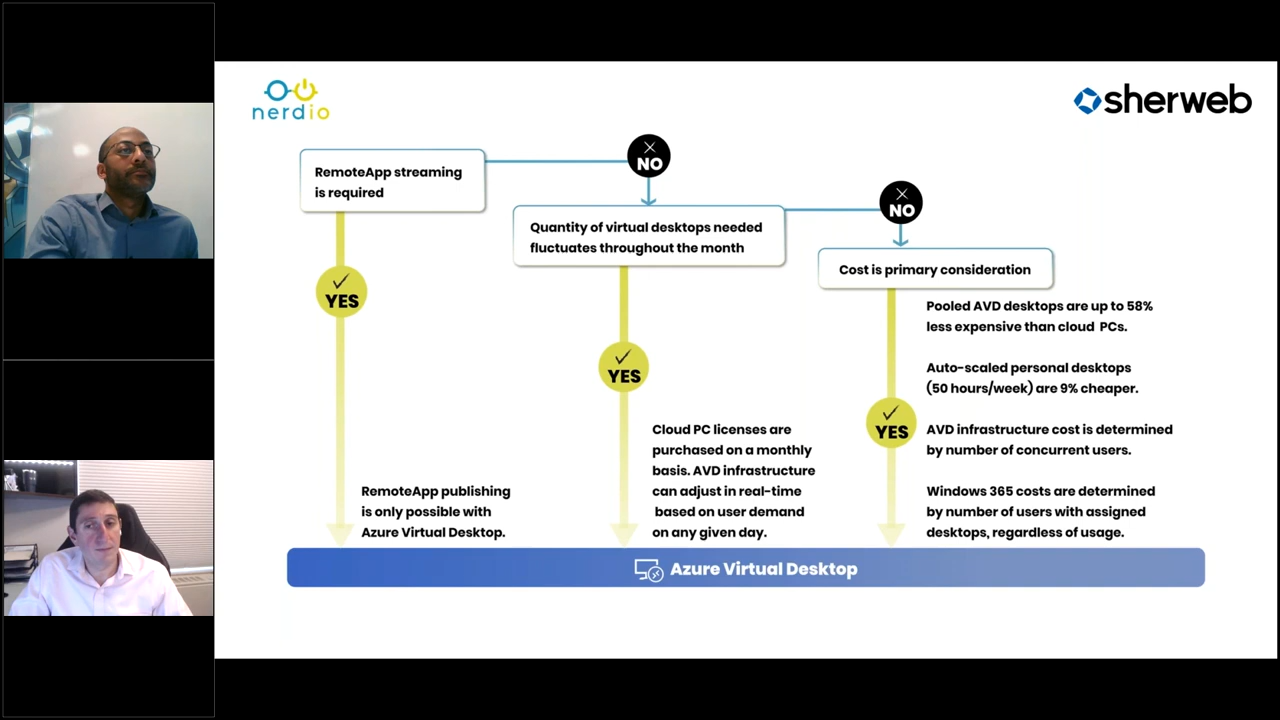 nerdio
sherweb
RemoteApp streaming
is required
NO
Quantity of virtual desktops needed
fluctuates throughout the month
NO
Cost is primary consideration
YES
RemoteApp publishing
is only possible with
Azure Virtual Desktop.
YES
Cloud PC licenses are
purchased on a monthly
basis. AVD infrastructure
can adjust in real-time
based on user demand
on any given day.
YES
Pooled AVD desktops are up to 58%
less expensive than cloud PCs.
Auto-scaled personal desktops
(50 hours/week) are 9% cheaper.
AVD infrastructure cost is determined
by number of concurrent users.
Windows 365 costs are determined
by number of users with assigned
desktops, regardless of usage.
Azure Virtual Desktop